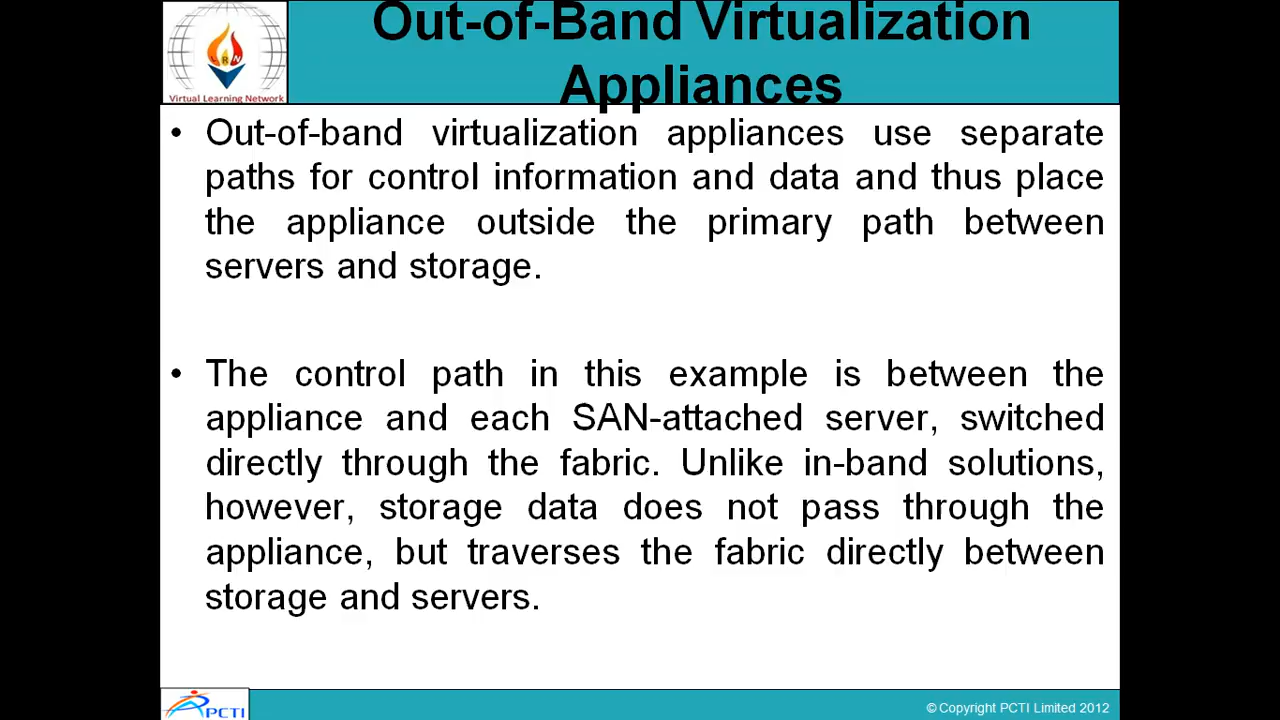 Out-of-Band Virtualization
Appliances
LRN
Virtual Learning Network
• Out-of-band virtualization appliances use separate
paths for control information and data and thus place
the appliance outside the primary path between
servers and storage.
• The control path in this example is between the
appliance and each SAN-attached server, switched
directly through the fabric. Unlike in-band solutions,
however, storage data does not pass through the
appliance, but traverses the fabric directly between
storage and servers.
PCTI
© Copyright PCTI Limited 2012